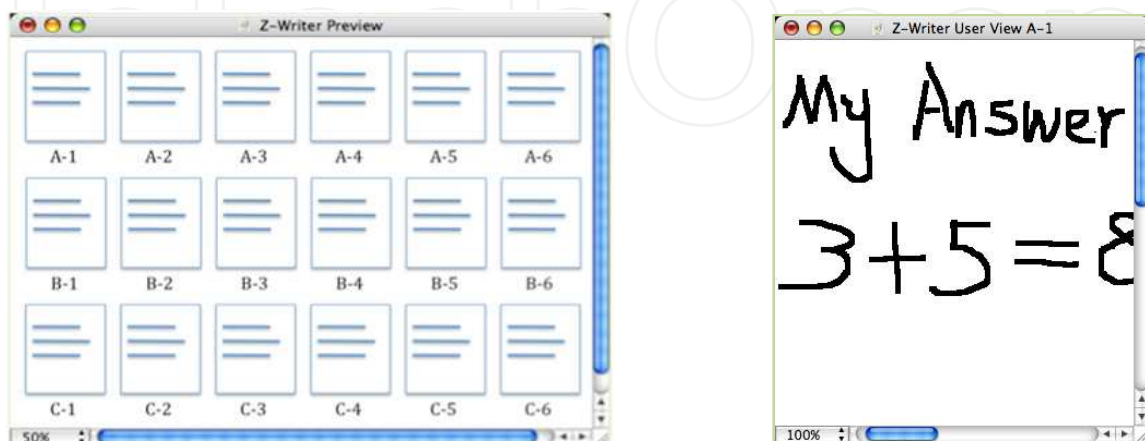 Z-Writer Preview
A-1 A-2 A-3 A-4 A-5 A-6
B-1 B-2 B-3 B-4 B-5 B-6
C-1 C-2 C-3 C-4 C-5 C-6
50%
Z-Writer User View A-1
My Answer
3+5=8
100%